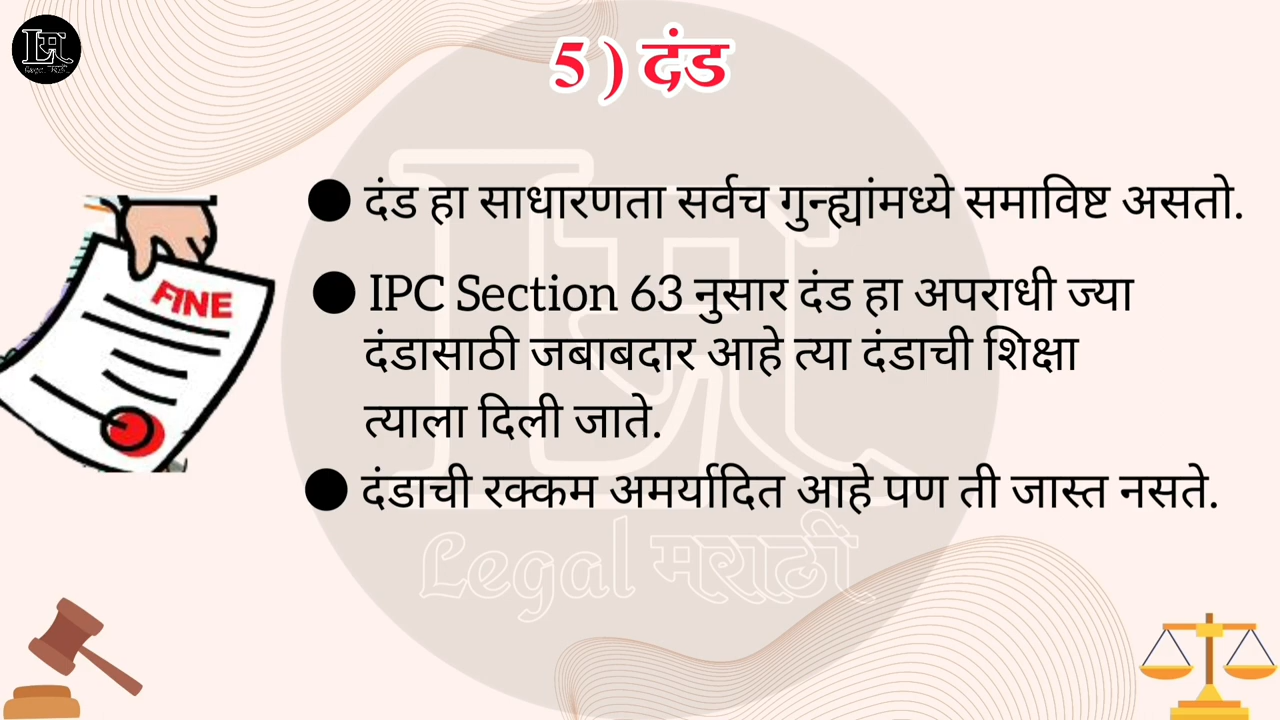 5 ) दंड
● दंड हा साधारणता सर्वच गुन्ह्यांमध्ये समाविष्ट असतो.
● IPC Section 63 नुसार दंड हा अपराधी ज्या
दंडासाठी जबाबदार आहे त्या दंडाची शिक्षा
त्याला दिली जाते.
● दंडाची रक्कम अमर्यादित आहे पण ती जास्त नसते.
FINE
Legal मराठी